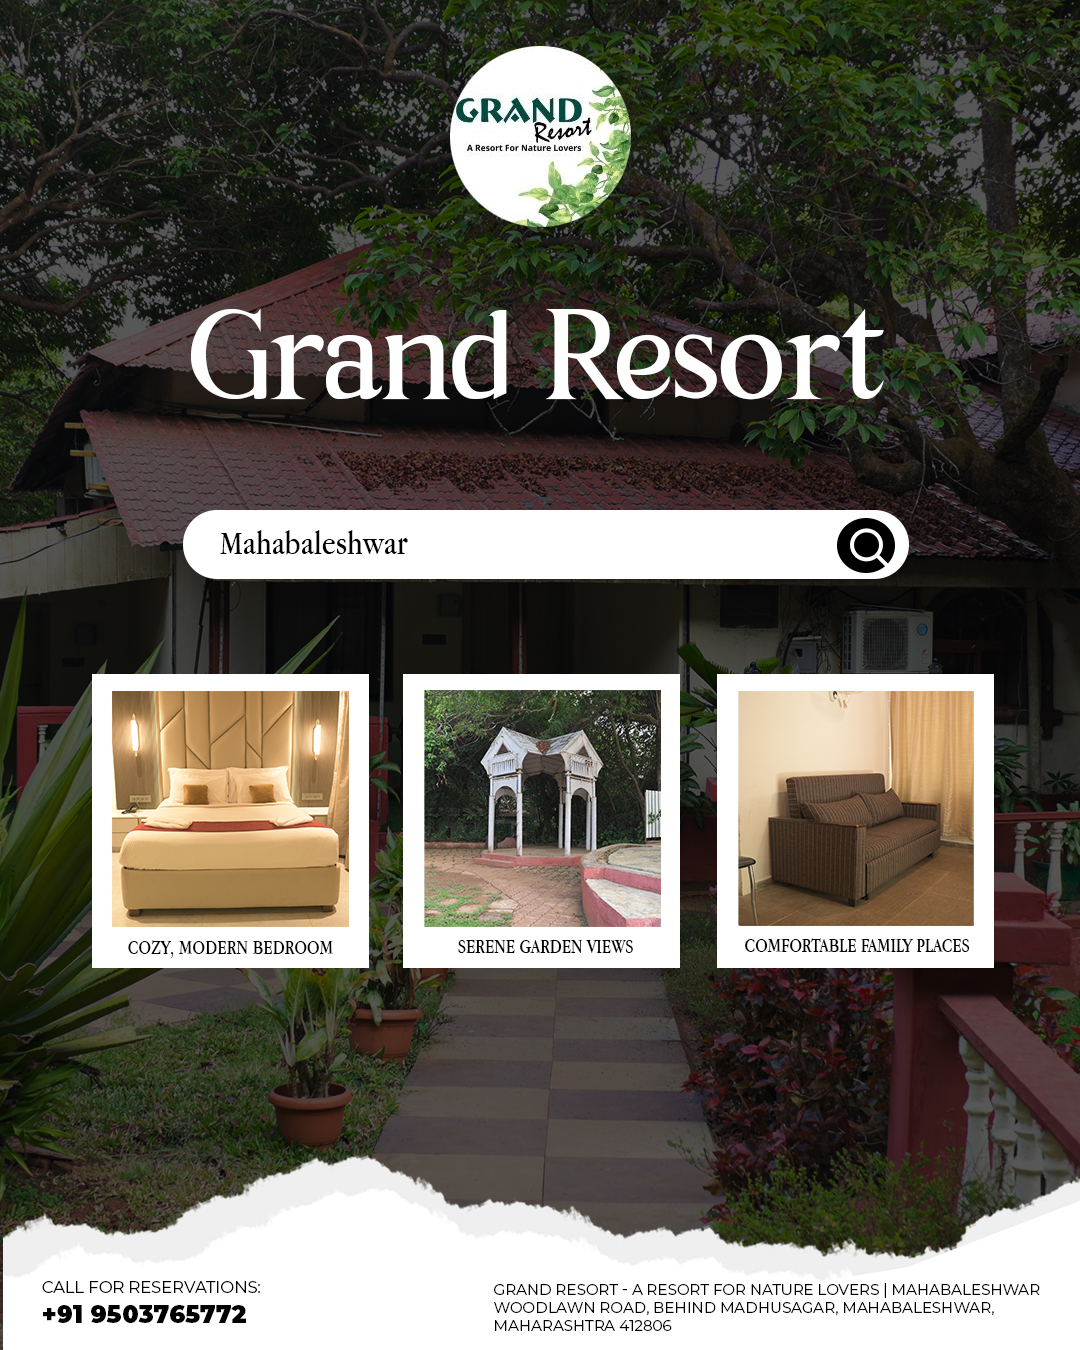 GRAND
Resort
A Resort For Nature Lovers
Grand Resort
Mahabaleshwar
COZY, MODERN BEDROOM
SERENE GARDEN VIEWS
COMFORTABLE FAMILY PLACES
CALL FOR RESERVATIONS:
+91 9503765772
GRAND RESORT - A RESORT FOR NATURE LOVERS | MAHABALESHWAR
WOODLAWN ROAD, BEHIND MADHUSAGAR, MAHABALESHWAR,
MAHARASHTRA 412806